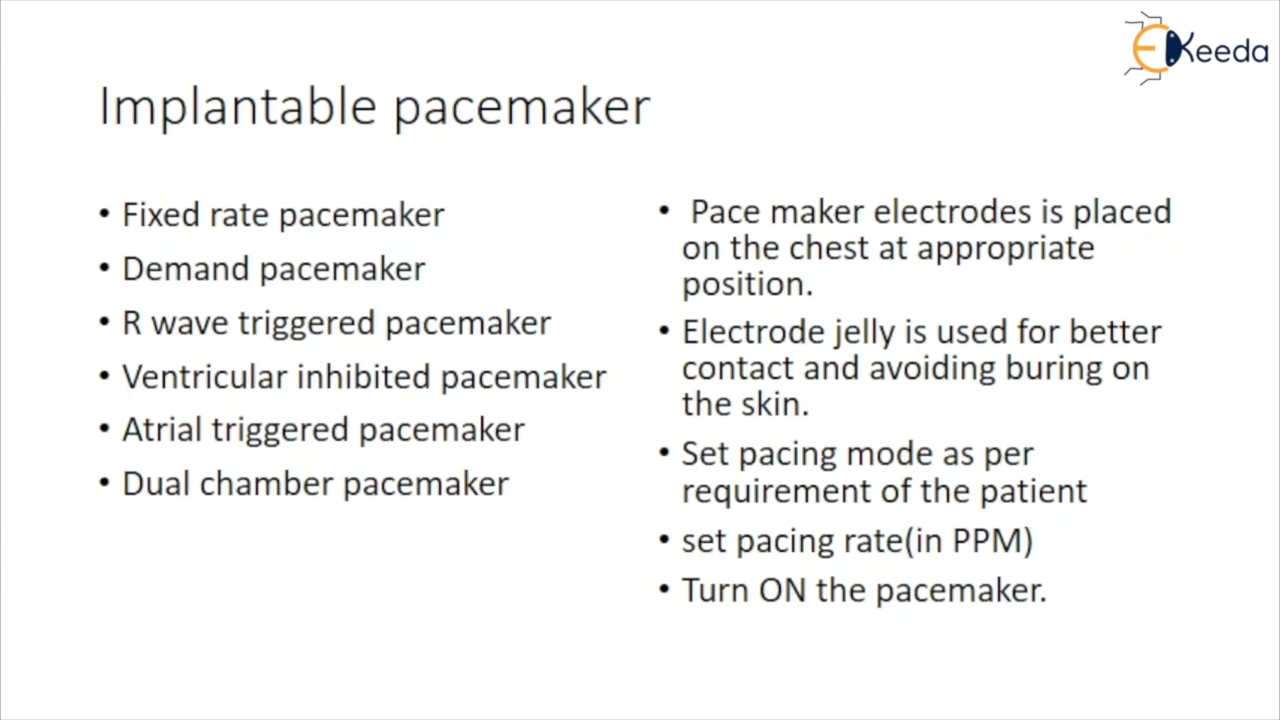 EKeeda
Implantable pacemaker
• Fixed rate pacemaker
• Demand pacemaker
• R wave triggered pacemaker
• Ventricular inhibited pacemaker
• Atrial triggered pacemaker
• Dual chamber pacemaker
• Pace maker electrodes is placed
on the chest at appropriate
position.
• Electrode jelly is used for better
contact and avoiding buring on
the skin.
• Set pacing mode as per
requirement of the patient
• set pacing rate(in PPM)
• Turn ON the pacemaker.